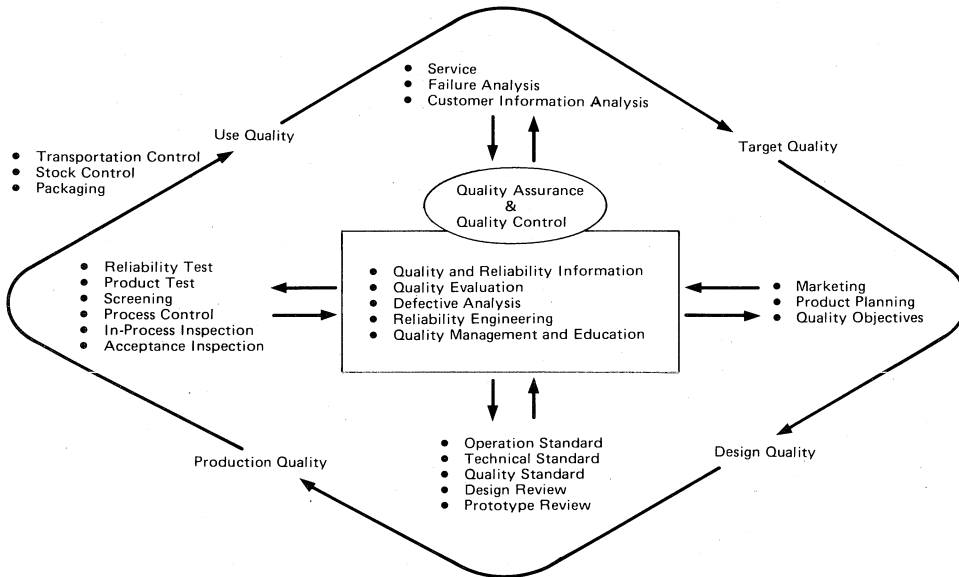 ● Service
● Failure Analysis
● Customer Information Analysis
Use Quality
Target Quality
● Transportation Control
● Stock Control
● Packaging
Quality Assurance
&
Quality Control
● Reliability Test
● Product Test
● Screening
● Process Control
● In-Process Inspection
● Acceptance Inspection
● Quality and Reliability Information
● Quality Evaluation
● Defective Analysis
● Reliability Engineering
● Quality Management and Education
● Marketing
● Product Planning
● Quality Objectives
● Operation Standard
● Technical Standard
● Quality Standard
● Design Review
● Prototype Review
Production Quality
Design Quality